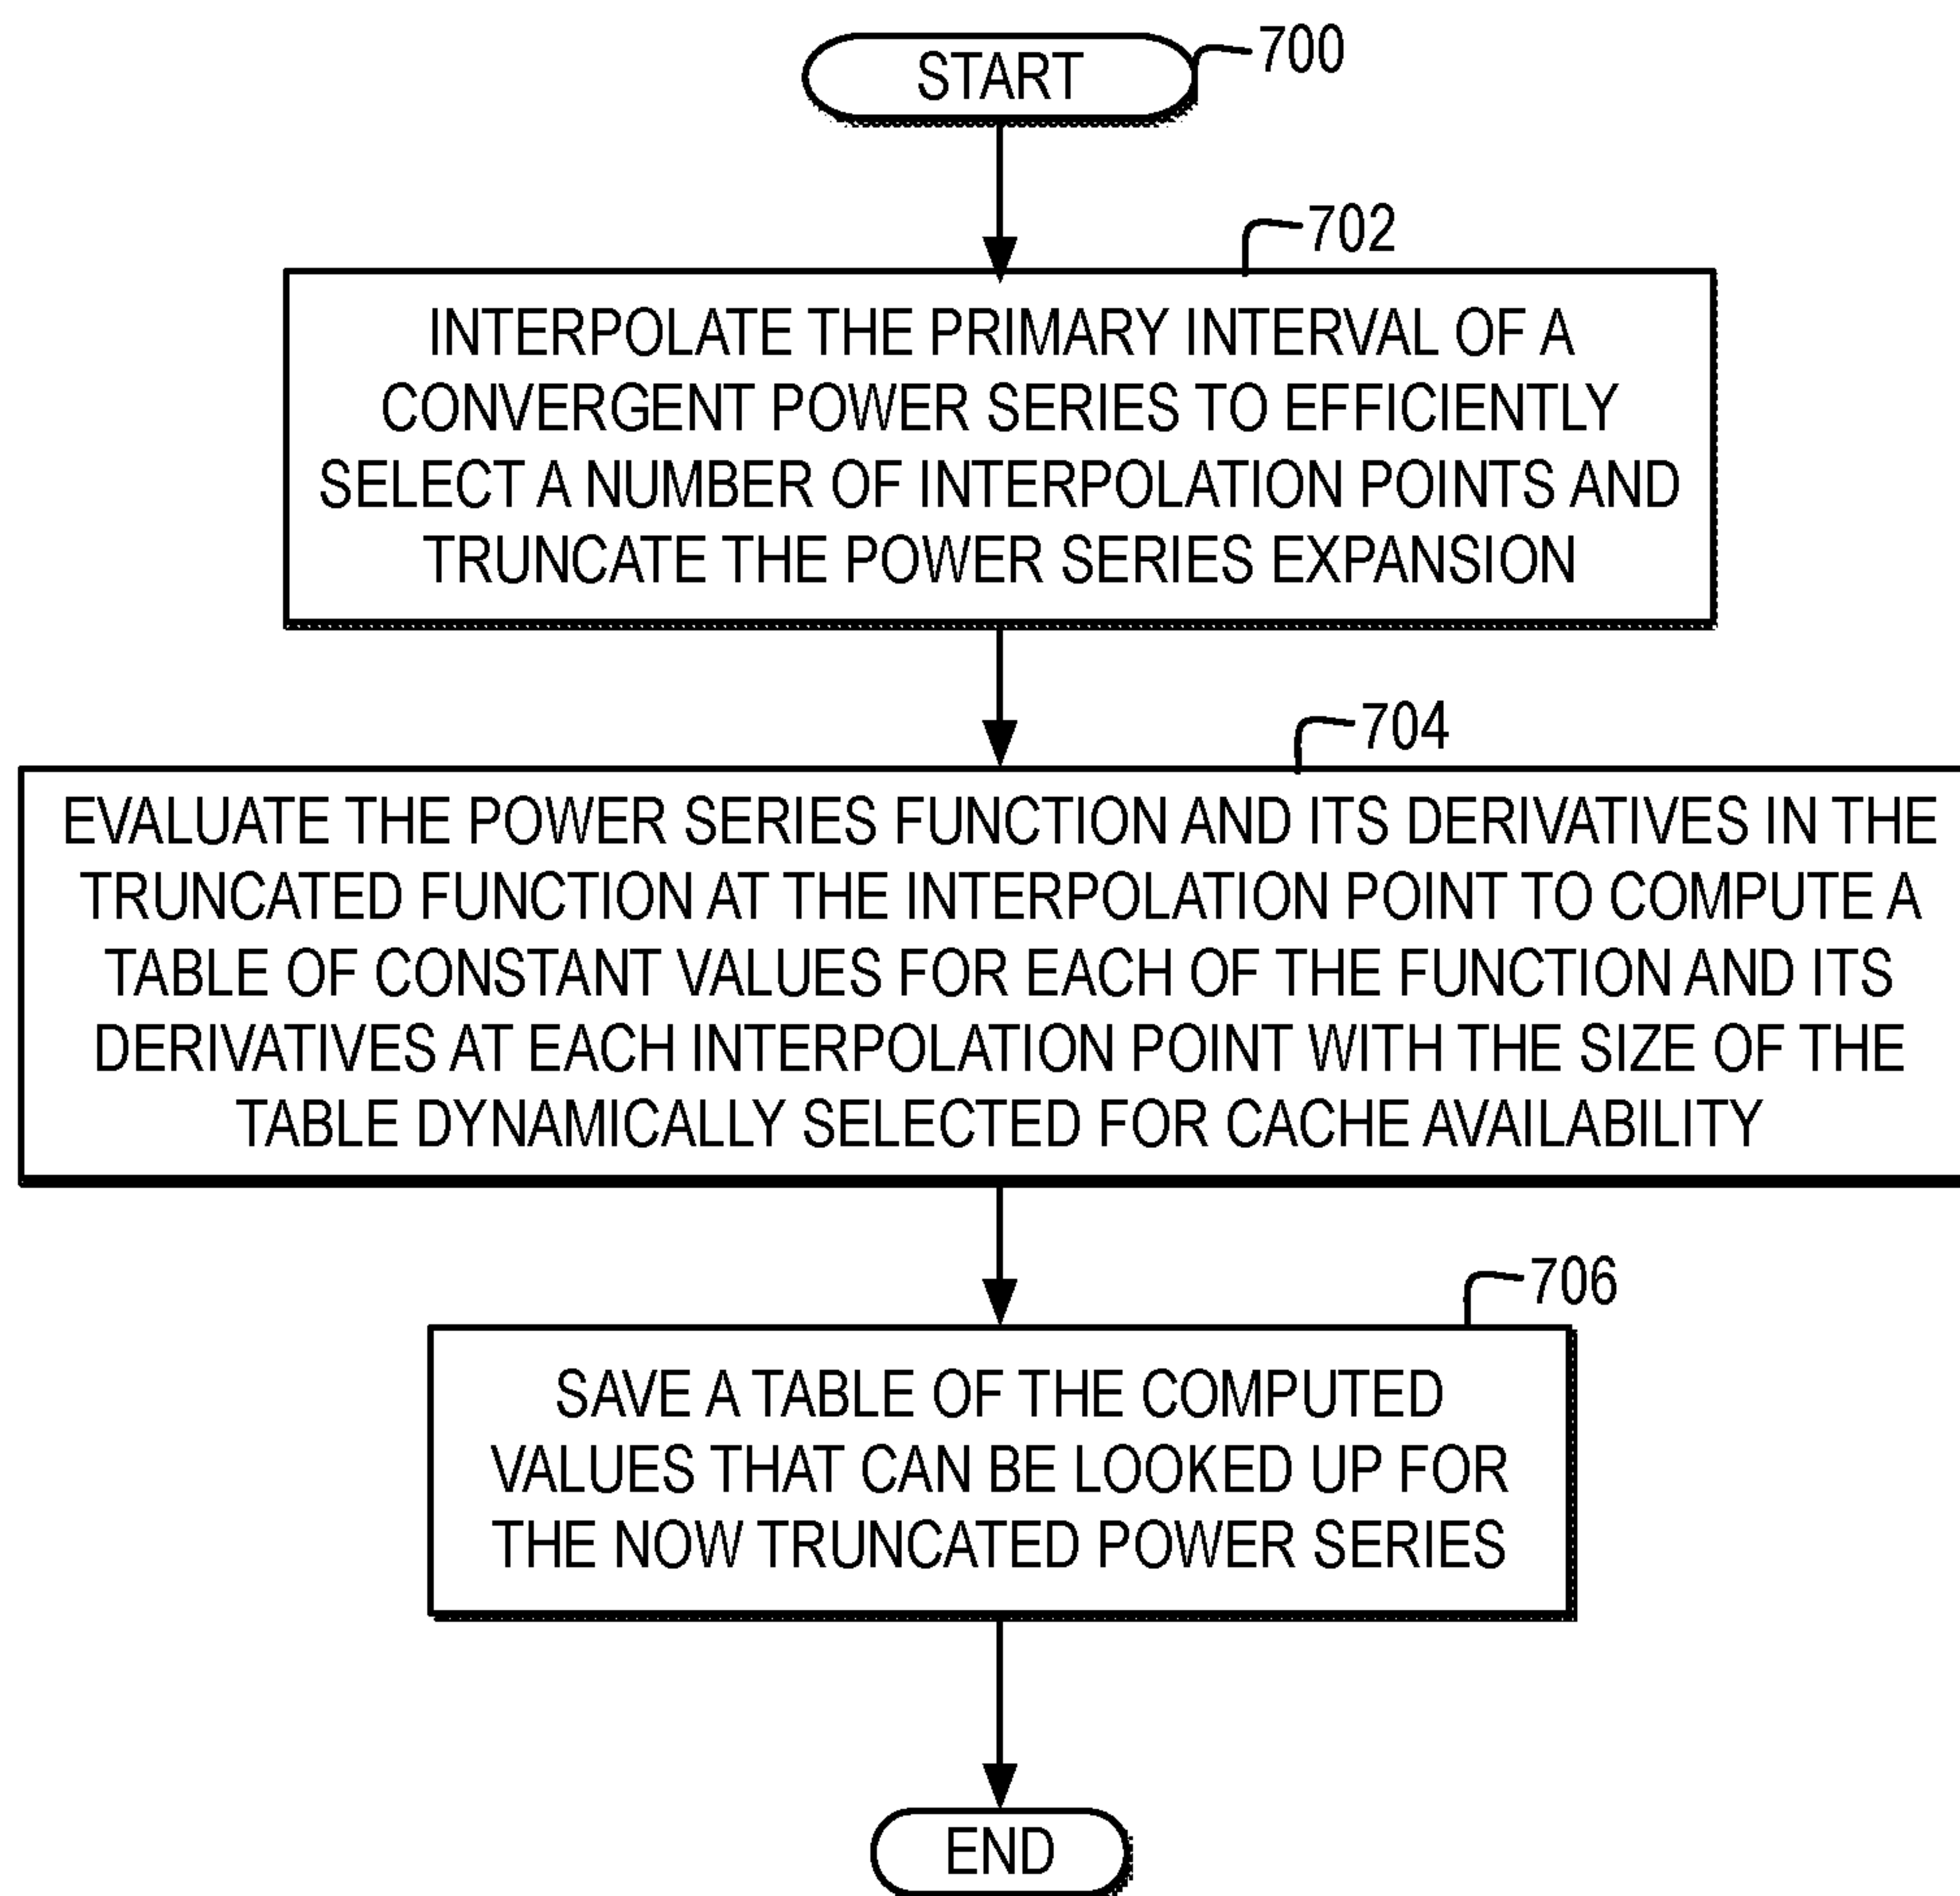 START
700
702
INTERPOLATE THE PRIMARY INTERVAL OF A
CONVERGENT POWER SERIES TO EFFICIENTLY
SELECT A NUMBER OF INTERPOLATION POINTS AND
TRUNCATE THE POWER SERIES EXPANSION
704
EVALUATE THE POWER SERIES FUNCTION AND ITS DERIVATIVES IN THE
TRUNCATED FUNCTION AT THE INTERPOLATION POINT TO COMPUTE A
TABLE OF CONSTANT VALUES FOR EACH OF THE FUNCTION AND ITS
DERIVATIVES AT EACH INTERPOLATION POINT WITH THE SIZE OF THE
TABLE DYNAMICALLY SELECTED FOR CACHE AVAILABILITY
706
SAVE A TABLE OF THE COMPUTED
VALUES THAT CAN BE LOOKED UP FOR
THE NOW TRUNCATED POWER SERIES
END